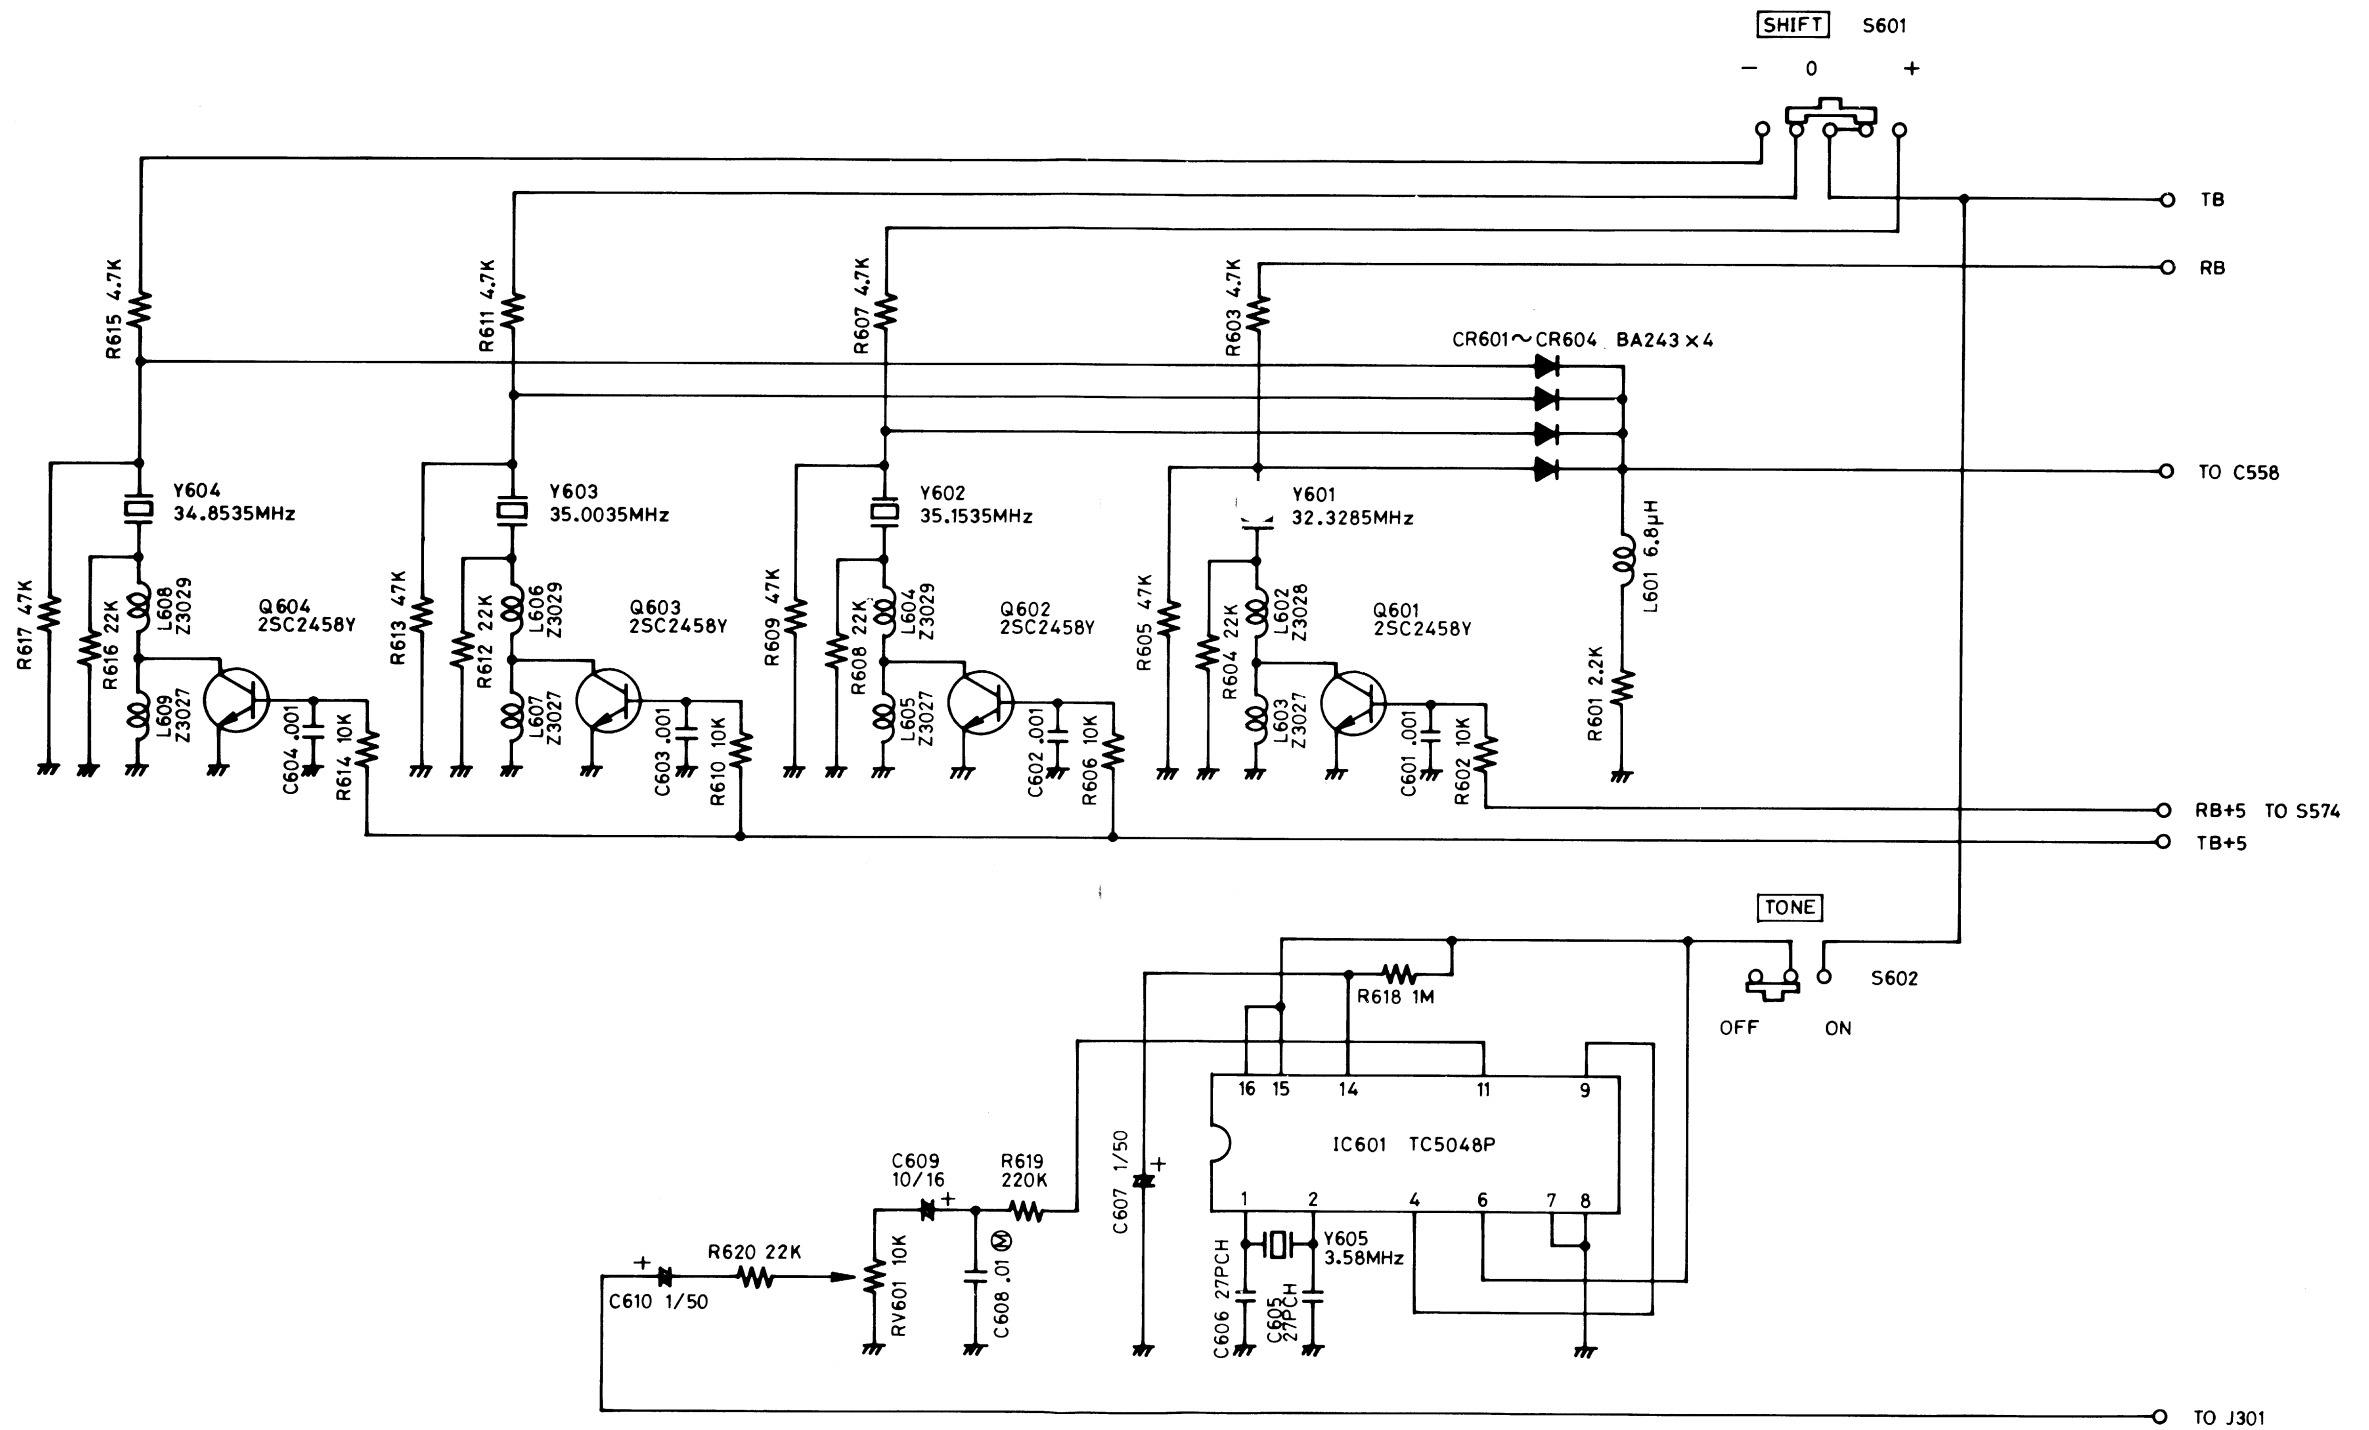 SHIFT S601
- 0 +
TB
RB
R615 4.7K
R611 4.7K
R607 4.7K
R603 4.7K
CR601~CR604 BA243×4
TO C558
Y604
34.8535MHz
Y603
35.0035MHz
Y602
35.1535MHz
Y601
32.3285MHz
L601 6.8μH
R601 2.2K
R617 47K
R616 22K
L608
Z3029
L609
Z3027
Q604
2SC2458Y
C604 .001
R614 10K
R613 47K
R612 22K
L606
Z3029
L607
Z3027
Q603
2SC2458Y
C603 .001
R610 10K
R609 47K
R608 22K
L604
Z3029
L605
Z3027
Q602
2SC2458Y
C602 .001
R606 10K
R605 47K
R604 22K
L602
Z3028
L603
Z3027
Q601
2SC2458Y
C601 .001
R602 10K
RB+5 TO S574
TB+5
TONE
S602
OFF ON
R618 1M
16 15 14 11 9
IC601 TC5048P
1 2 4 6 7 8
C607 1/50
+
C609
10/16
+
R619
220K
Y605
3.58MHz
C606 27PCH
C605
27PCH
C608 .01 M
RV601 10K
R620 22K
+
C610 1/50
TO J301